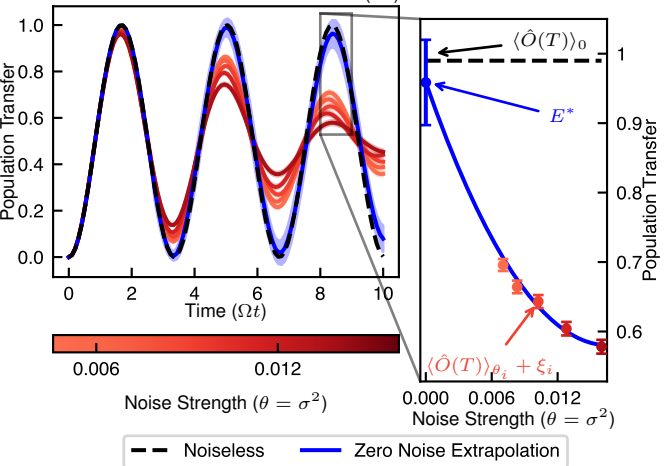 1.0
0.8
0.6
0.4
0.2
0.0
Population Transfer
0 2 4 6 8 10
Time (Ωt)
0.006 0.012
Noise Strength (θ = σ²)
⟨Ô(T)⟩₀
E*
⟨Ô(T)⟩θᵢ + ξᵢ
1
0.9
0.8
0.7
0.6
Population Transfer
0.000 0.006 0.012
Noise Strength (θ = σ²)
Noiseless Zero Noise Extrapolation